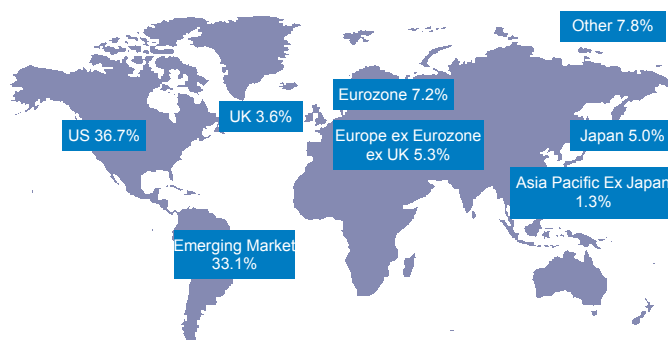 Other 7.8%
Eurozone 7.2%
UK 3.6%
US 36.7%
Europe ex Eurozone
ex UK 5.3%
Japan 5.0%
Asia Pacific Ex Japan
1.3%
Emerging Market
33.1%